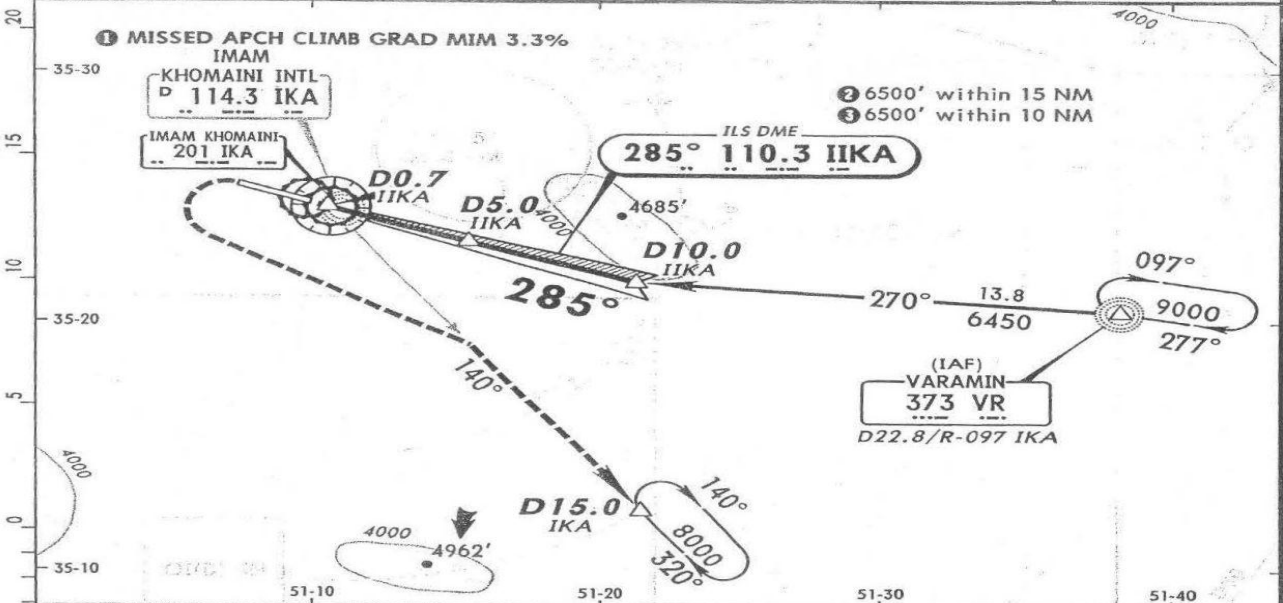 20
4000
❶ MISSED APCH CLIMB GRAD MIM 3.3%
35-30
IMAM
KHOMAINI INTL
D 114.3 IKA
❷ 6500' within 15 NM
❸ 6500' within 10 NM
15
IMAM KHOMAINI
201 IKA
ILS DME
285° 110.3 IIKA
D0.7
IIKA
D5.0
IIKA
4000
4685'
D10.0
IIKA
10
285°
270°
13.8
6450
097°
9000
277°
35-20
(IAF)
VARAMIN
373 VR
D22.8/R-097 IKA
140°
5
4000
D15.0
IKA
140°
8000
320°
0
4000
4962'
35-10
51-10
51-20
51-30
51-40